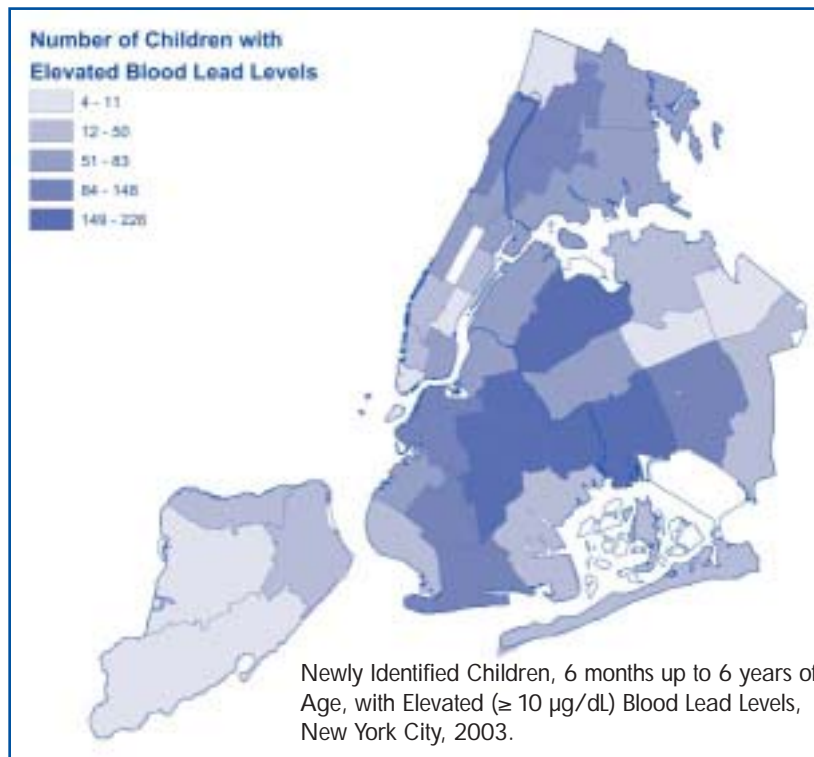 Number of Children with
Elevated Blood Lead Levels
4 - 11
12 - 50
51 - 83
84 - 148
149 - 226
Newly Identified Children, 6 months up to 6 years of
Age, with Elevated (≥ 10 µg/dL) Blood Lead Levels,
New York City, 2003.